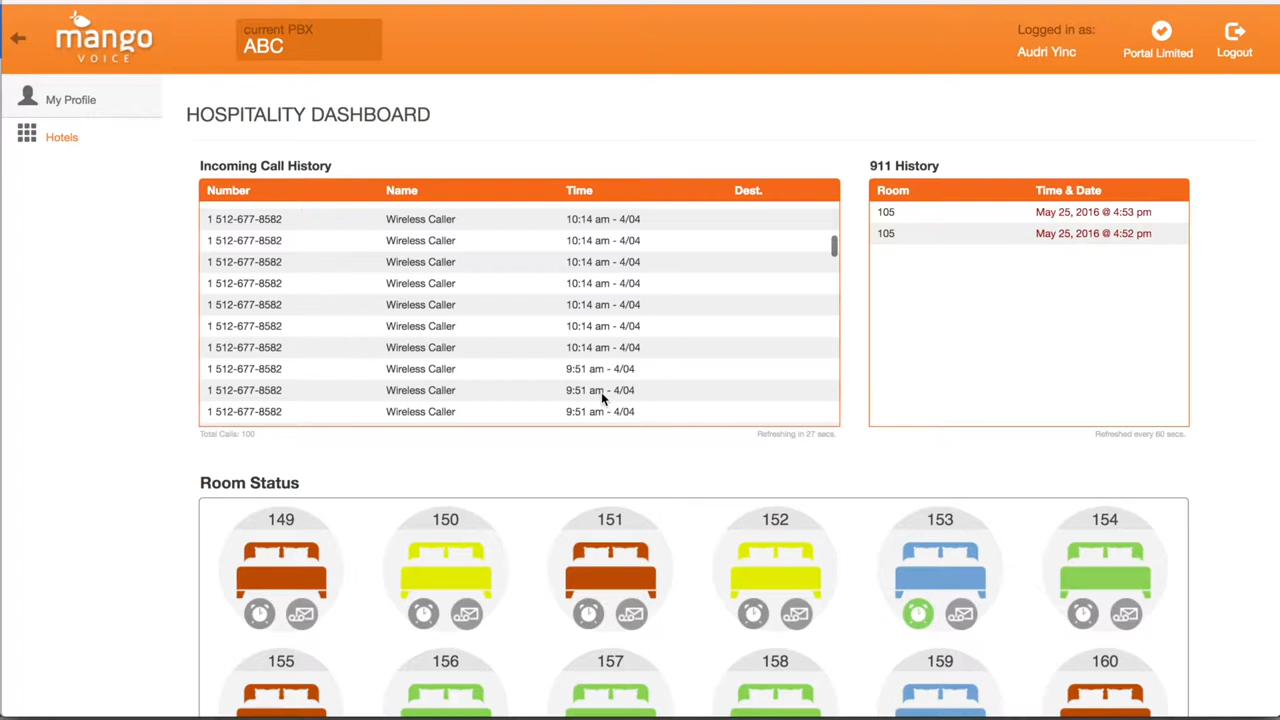 mango
VOICE
current PBX
ABC
Logged in as:
Audri Yinc
Portal Limited
Logout
My Profile
Hotels
HOSPITALITY DASHBOARD
Incoming Call History
Number Name Time Dest.
1 512-677-8582 Wireless Caller 10:14 am - 4/04
1 512-677-8582 Wireless Caller 10:14 am - 4/04
1 512-677-8582 Wireless Caller 10:14 am - 4/04
1 512-677-8582 Wireless Caller 10:14 am - 4/04
1 512-677-8582 Wireless Caller 10:14 am - 4/04
1 512-677-8582 Wireless Caller 10:14 am - 4/04
1 512-677-8582 Wireless Caller 10:14 am - 4/04
1 512-677-8582 Wireless Caller 9:51 am - 4/04
1 512-677-8582 Wireless Caller 9:51 am - 4/04
1 512-677-8582 Wireless Caller 9:51 am - 4/04
Total Calls: 100
Refreshing in 27 secs.
911 History
Room Time & Date
105 May 25, 2016 @ 4:53 pm
105 May 25, 2016 @ 4:52 pm
Refreshed every 60 secs.
Room Status
149 150 151 152 153 154
155 156 157 158 159 160